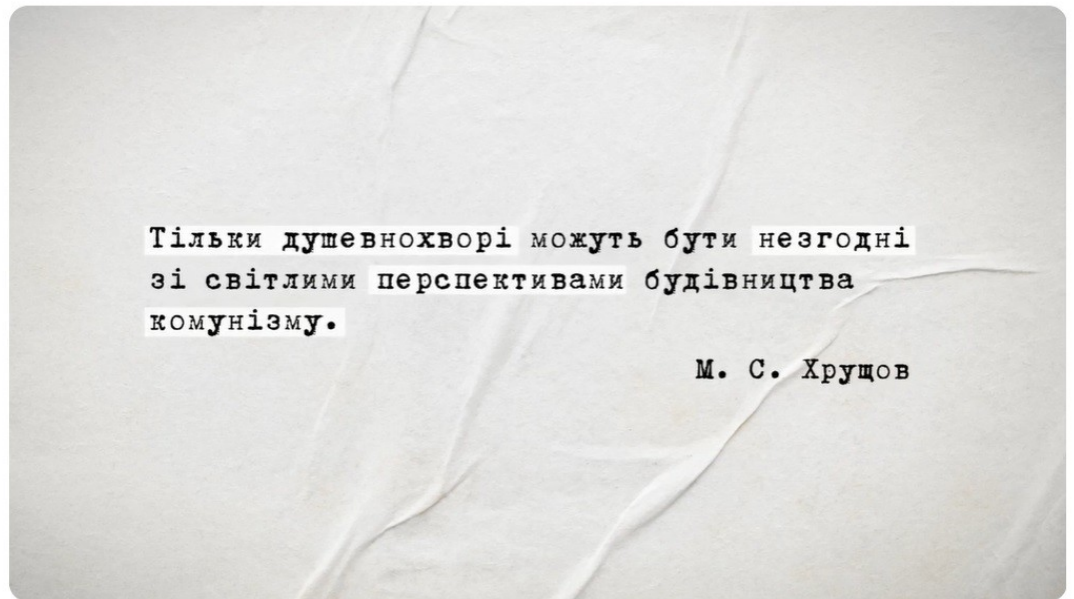 Тільки душевнохворі можуть бути незгодні
зі світлими перспективами будівництва
комунізму.
М. С. Хрущов